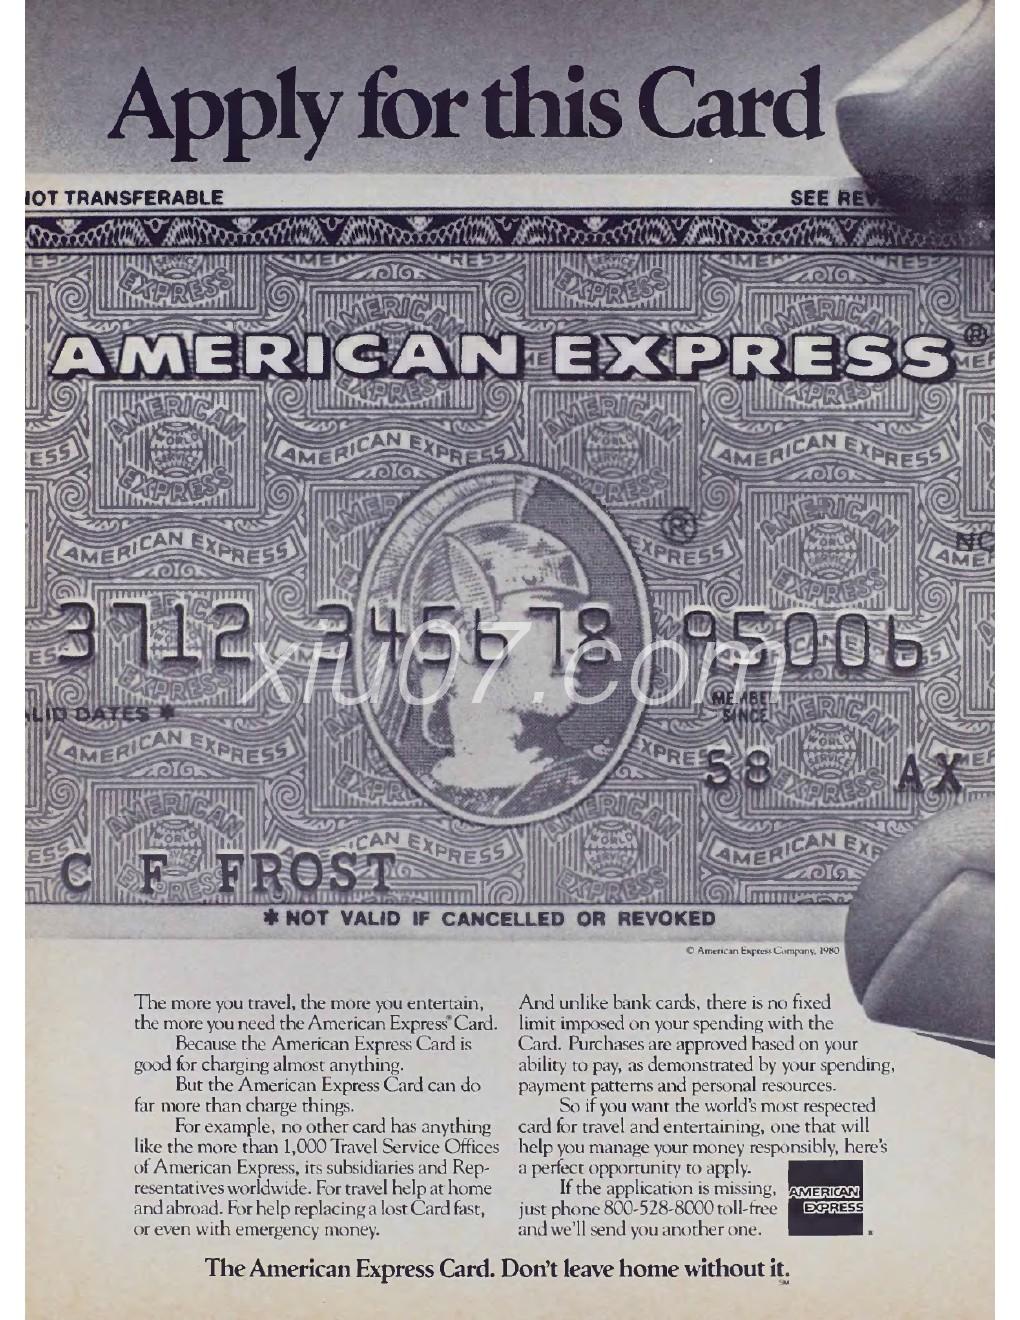 Apply for this Card
NOT TRANSFERABLE SEE REV
AMERICAN EXPRESS®
AMERICAN EXPRESS
WORLD SERVICE
3712 345678 95006
xiu07.com
VALID DATES * MEMBER
SINCE
58 AX
C F FROST
* NOT VALID IF CANCELLED OR REVOKED
© American Express Company, 1980
The more you travel, the more you entertain,
the more you need the American Express® Card.
Because the American Express Card is
good for charging almost anything.
But the American Express Card can do
far more than charge things.
For example, no other card has anything
like the more than 1,000 Travel Service Offices
of American Express, its subsidiaries and Rep-
resentatives worldwide. For travel help at home
and abroad. For help replacing a lost Card fast,
or even with emergency money.
And unlike bank cards, there is no fixed
limit imposed on your spending with the
Card. Purchases are approved based on your
ability to pay, as demonstrated by your spending,
payment patterns and personal resources.
So if you want the world's most respected
card for travel and entertaining, one that will
help you manage your money responsibly, here's
a perfect opportunity to apply.
If the application is missing,
just phone 800-528-8000 toll-free
and we'll send you another one.
AMERICAN
EXPRESS
®
The American Express Card. Don't leave home without it.
SM